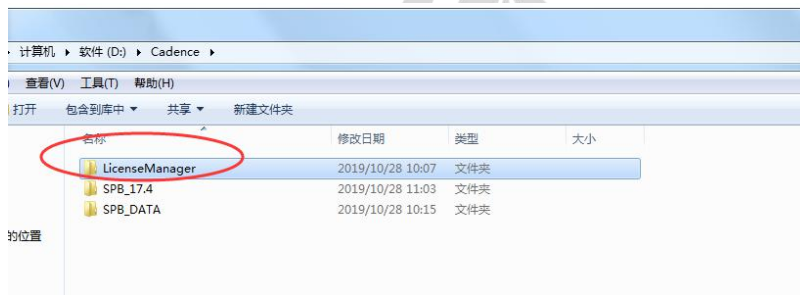 计算机 ▸ 软件 (D:) ▸ Cadence ▸
查看(V) 工具(T) 帮助(H)
打开 包含到库中 ▼ 共享 ▼ 新建文件夹
名称 修改日期 类型 大小
LicenseManager 2019/10/28 10:07 文件夹
SPB_17.4 2019/10/28 11:03 文件夹
SPB_DATA 2019/10/28 10:15 文件夹
的位置